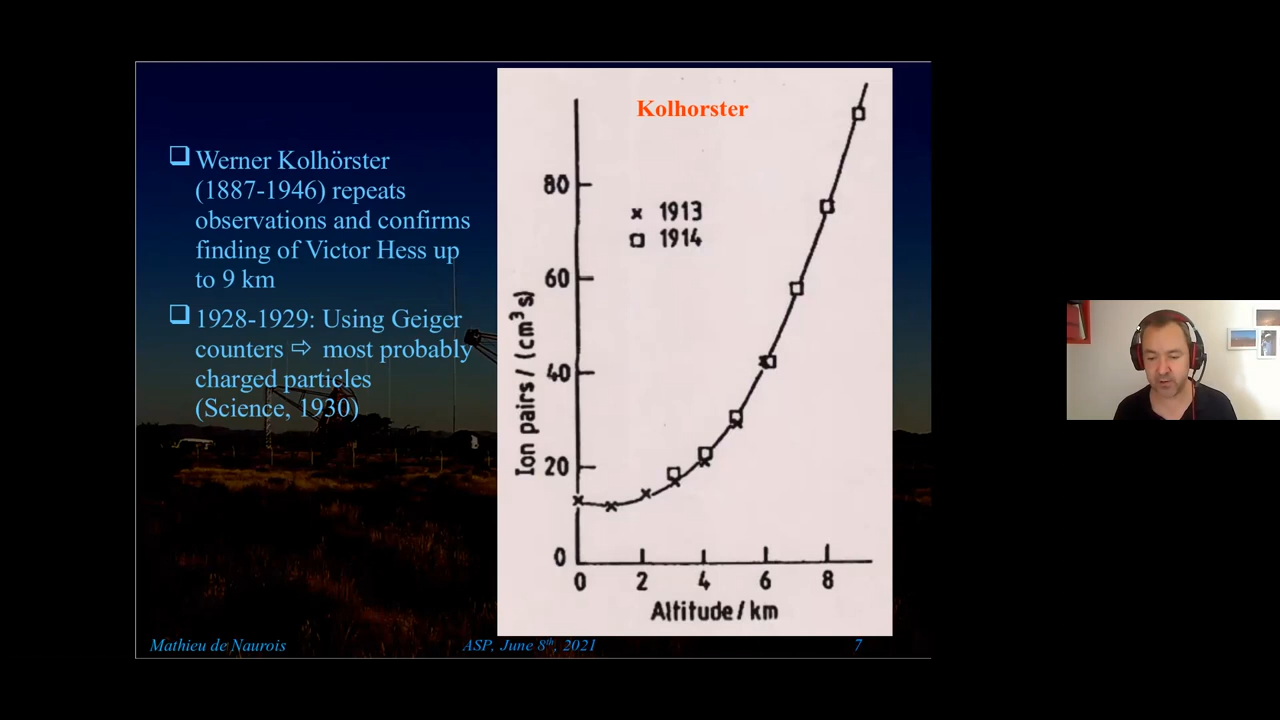 Werner Kolhörster
(1887-1946) repeats
observations and confirms
finding of Victor Hess up
to 9 km
1928-1929: Using Geiger
counters ⇨ most probably
charged particles
(Science, 1930)
Kolhorster
× 1913
□ 1914
Ion pairs / (cm³ s)
80
60
40
20
0
0 2 4 6 8
Altitude / km
Mathieu de Naurois ASP, June 8th, 2021 7